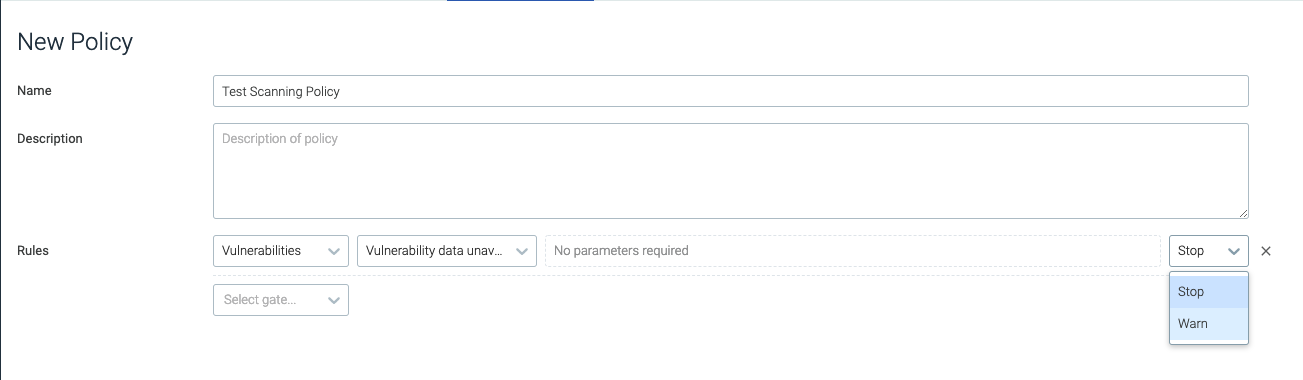 New Policy
Name
Test Scanning Policy
Description
Description of policy
Rules
Vulnerabilities
Vulnerability data unav...
No parameters required
Stop
Select gate...
Stop
Warn